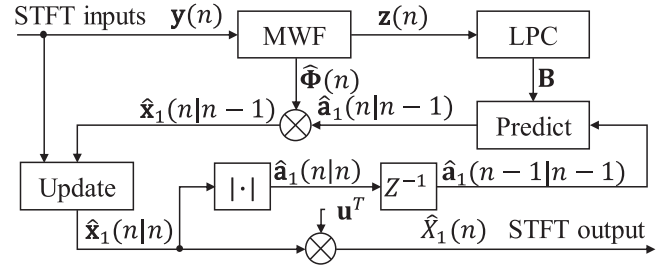 STFT inputs y(n) MWF z(n) LPC
Φ̂(n) B
x̂₁(n|n − 1) â₁(n|n − 1) Predict
Update |·| â₁(n|n) Z⁻¹ â₁(n − 1|n − 1)
x̂₁(n|n) uᵀ X̂₁(n) STFT output